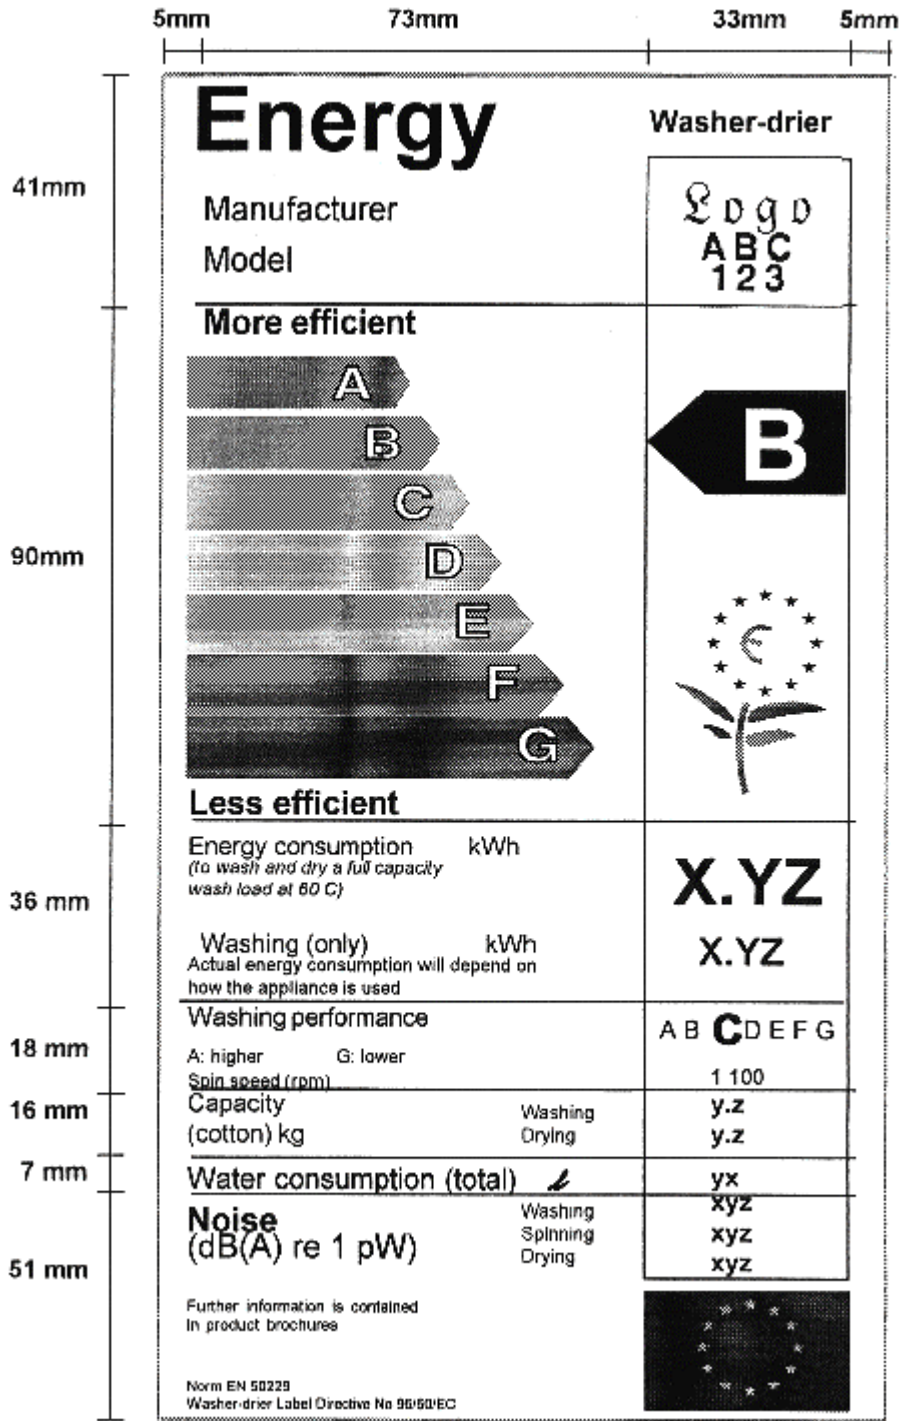 5mm 73mm 33mm 5mm
Energy
Washer-drier
41mm
Manufacturer
Model
Logo
ABC
123
More efficient
A
B
B
C
D
90mm
E
F
G
Less efficient
Energy consumption kWh
(to wash and dry a full capacity
wash load at 60 C)
X.YZ
36 mm
Washing (only) kWh
X.YZ
Actual energy consumption will depend on
how the appliance is used
Washing performance
A B C D E F G
18 mm
A: higher G: lower
Spin speed (rpm) 1 100
16 mm
Capacity Washing y.z
(cotton) kg Drying y.z
7 mm
Water consumption (total) ℓ yx
Noise Washing xyz
(dB(A) re 1 pW) Spinning xyz
Drying xyz
51 mm
Further information is contained
in product brochures
Norm EN 50229
Washer-drier Label Directive No 96/60/EC